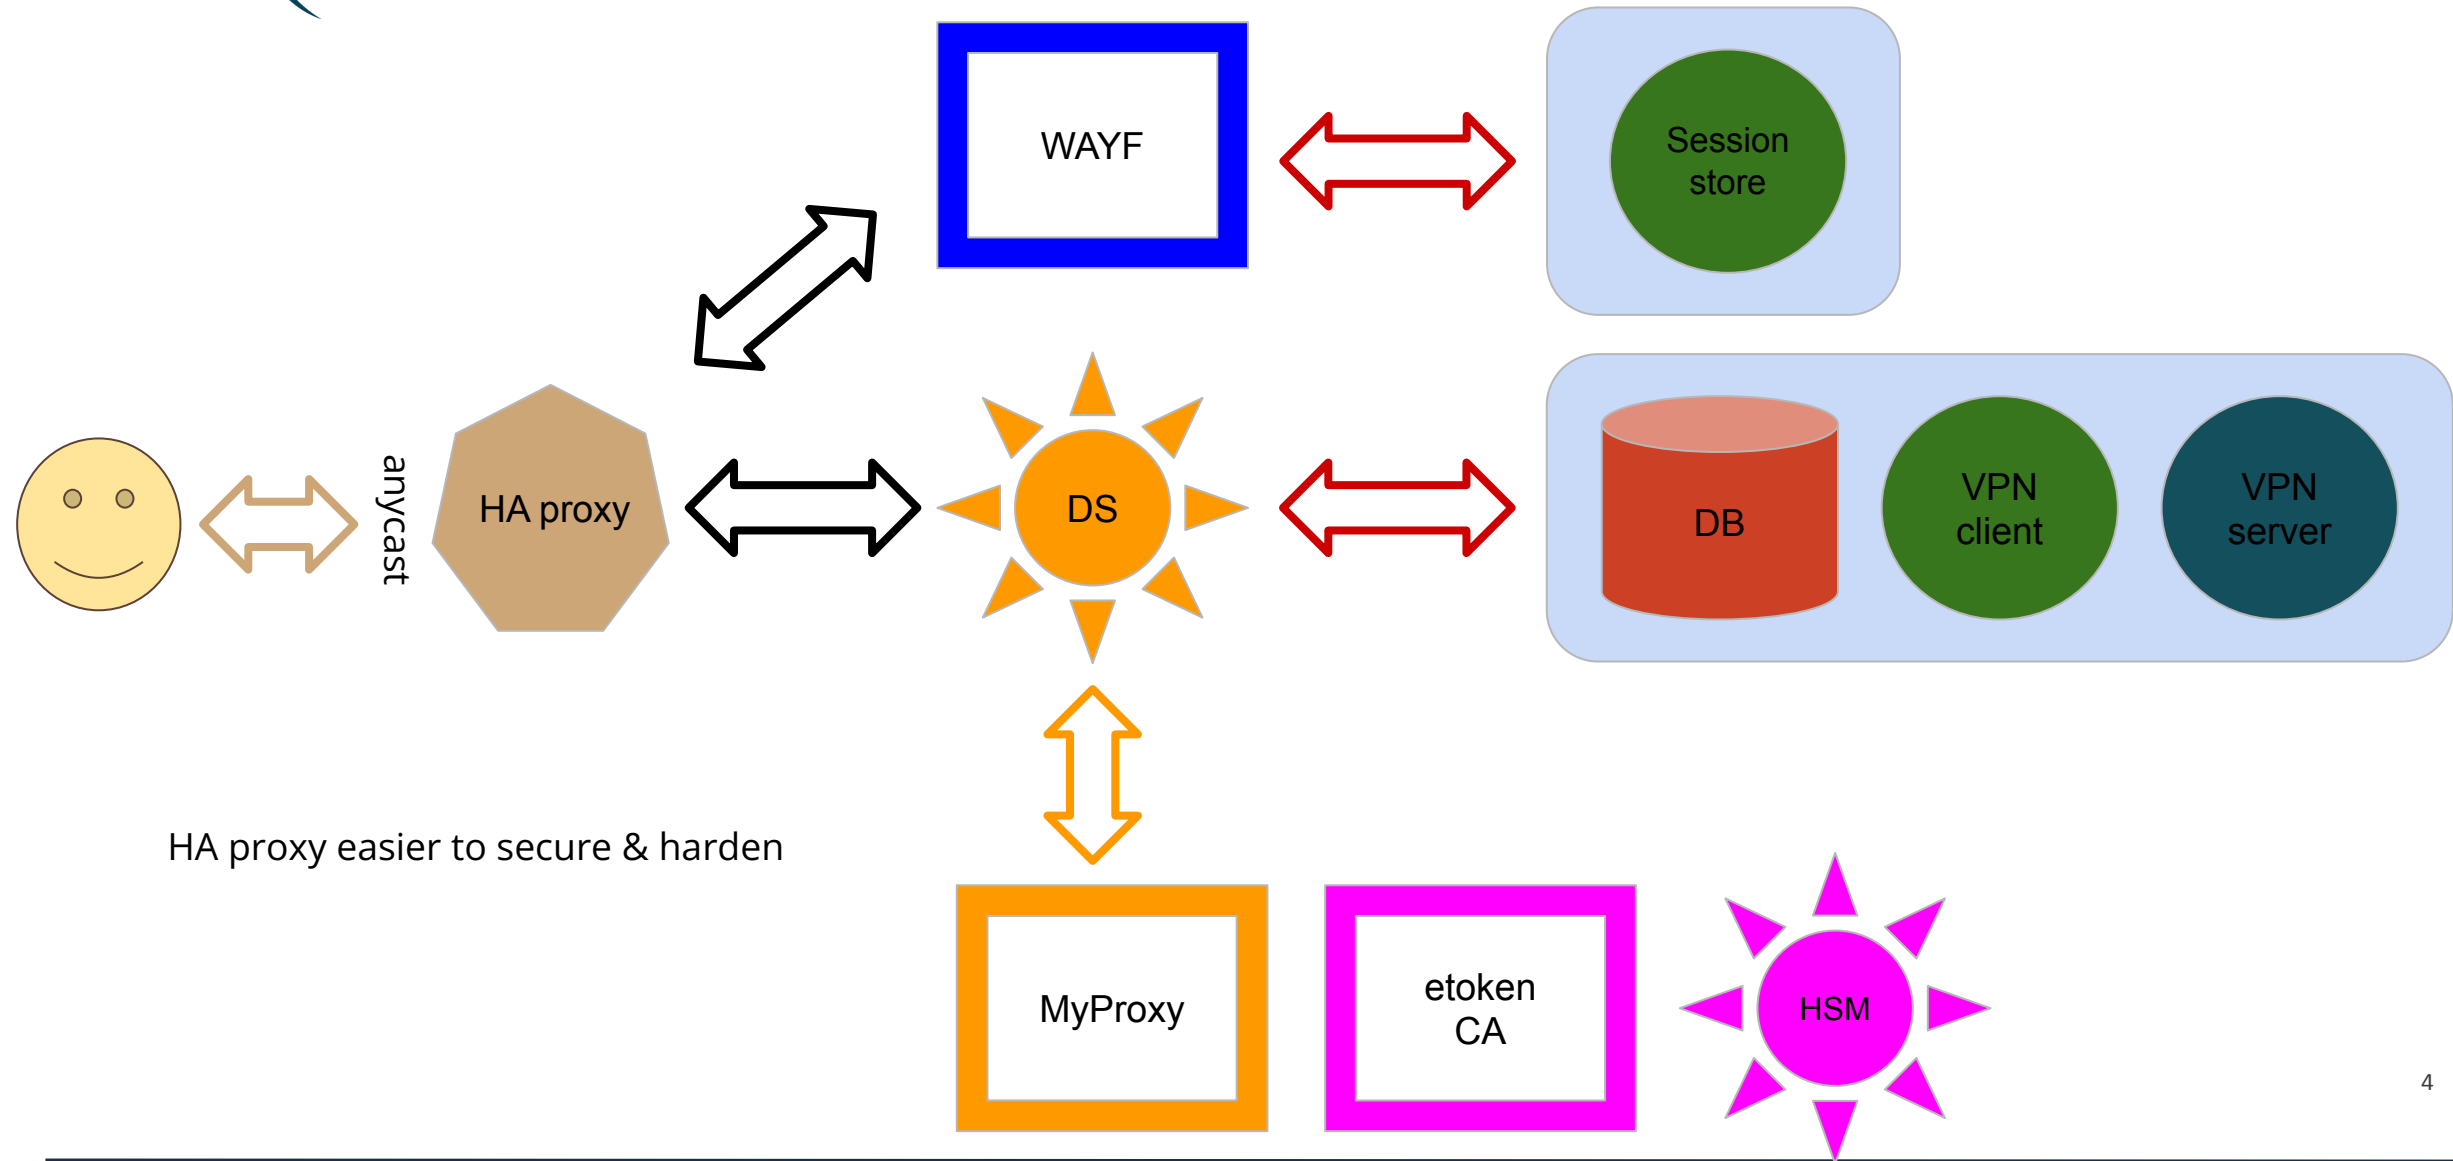 WAYF
Session
store
anycast
HA proxy
DS
DB
VPN
client
VPN
server
HA proxy easier to secure & harden
MyProxy
etoken
CA
HSM
4